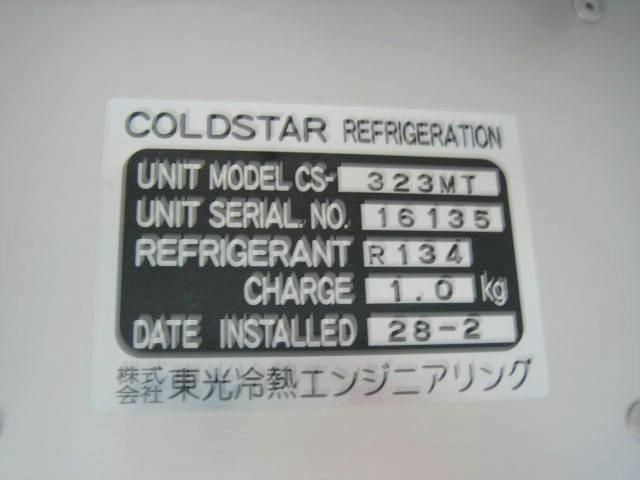 COLDSTAR REFRIGERATION
UNIT MODEL CS- 323MT
UNIT SERIAL. NO. 16135
REFRIGERANT R134
CHARGE 1.0 kg
DATE INSTALLED 28-2
株式会社 東光冷熱エンジニアリング